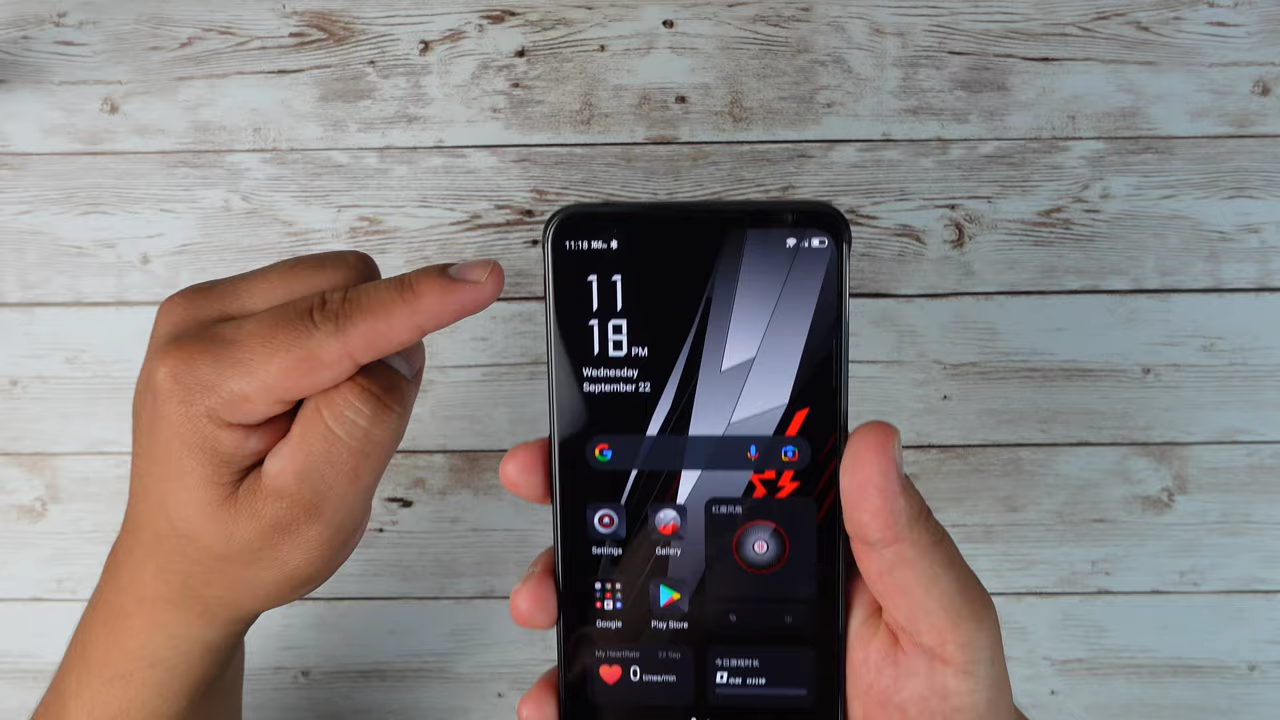 11:18
11
18 PM
Wednesday
September 22
Settings
Gallery
红魔风扇
Google
Play Store
My HeartRate 22 Sep
0 times/min
今日游戏时长